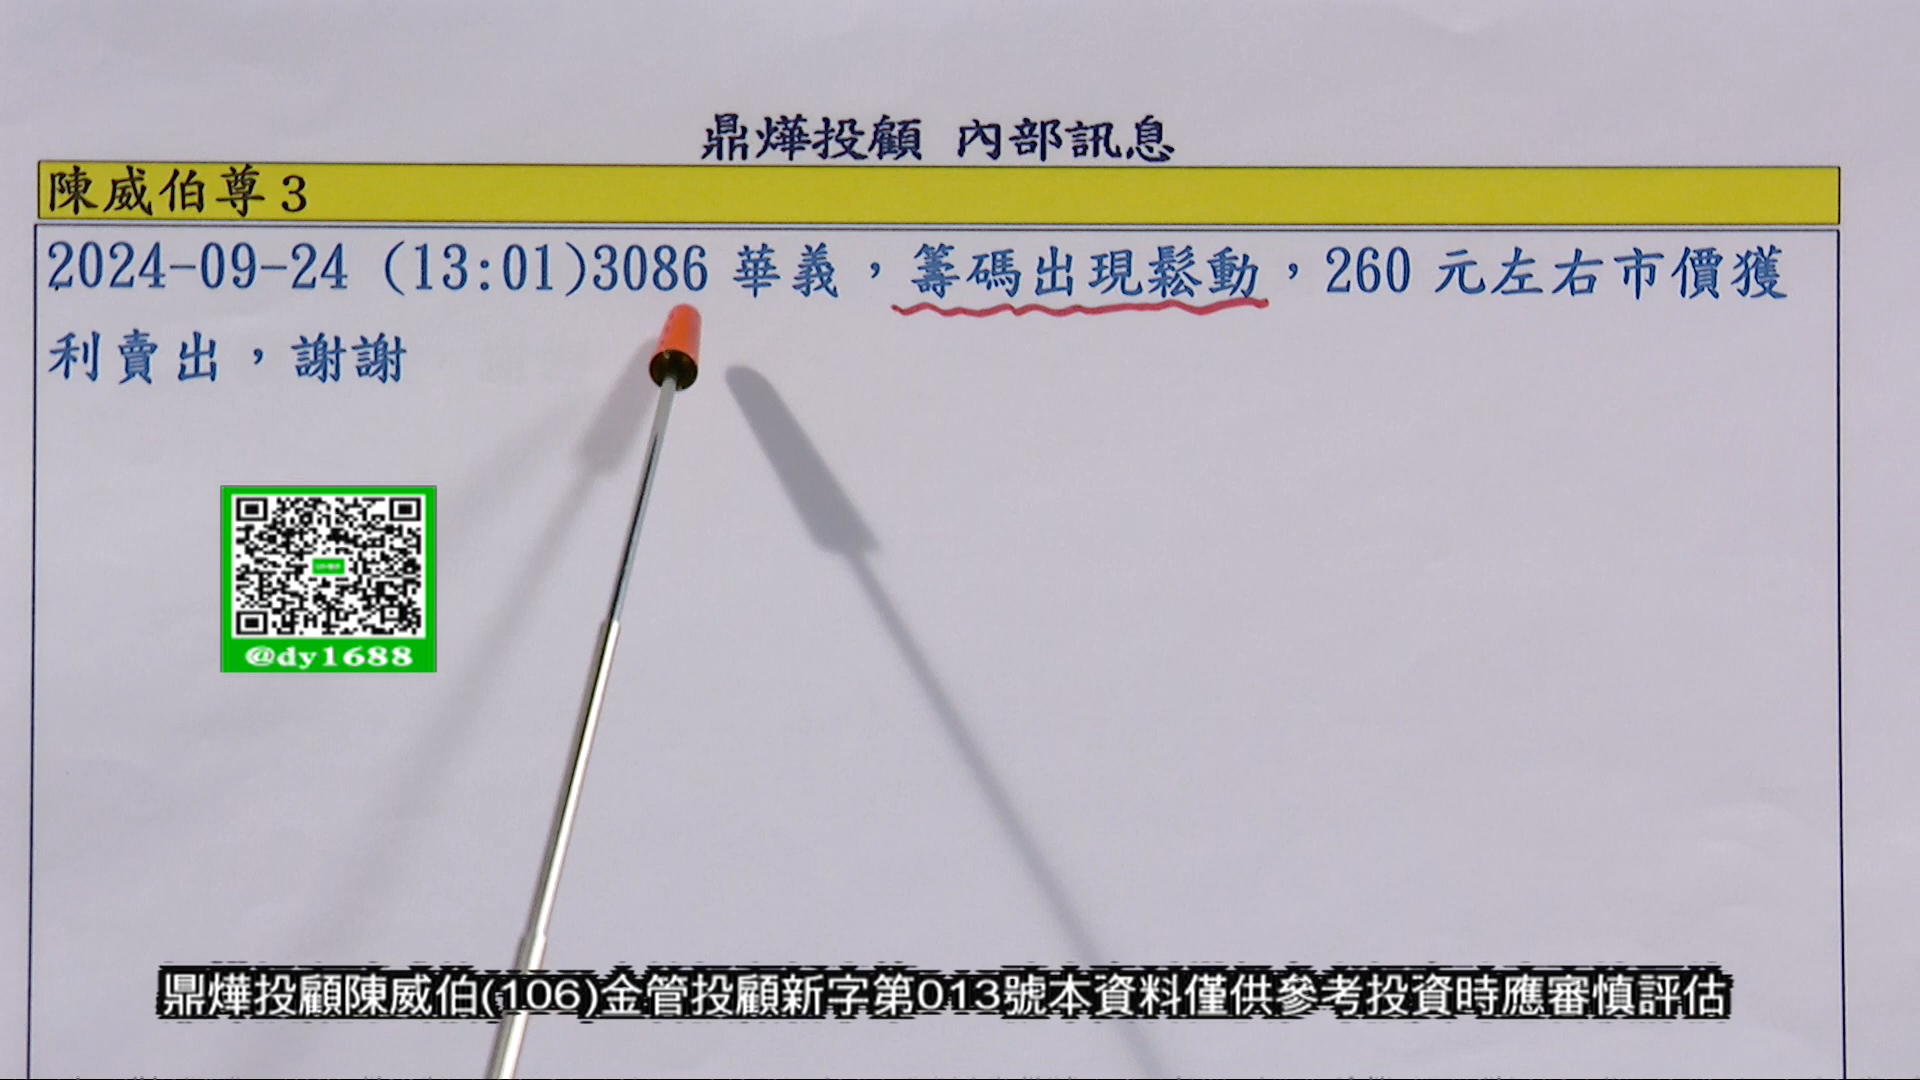 鼎燁投顧 內部訊息
陳威伯尊3
2024-09-24 (13:01)3086 華義，籌碼出現鬆動，260 元左右市價獲
利賣出，謝謝
@dy1688
鼎燁投顧陳威伯(106)金管投顧新字第013號本資料僅供參考投資時應審慎評估